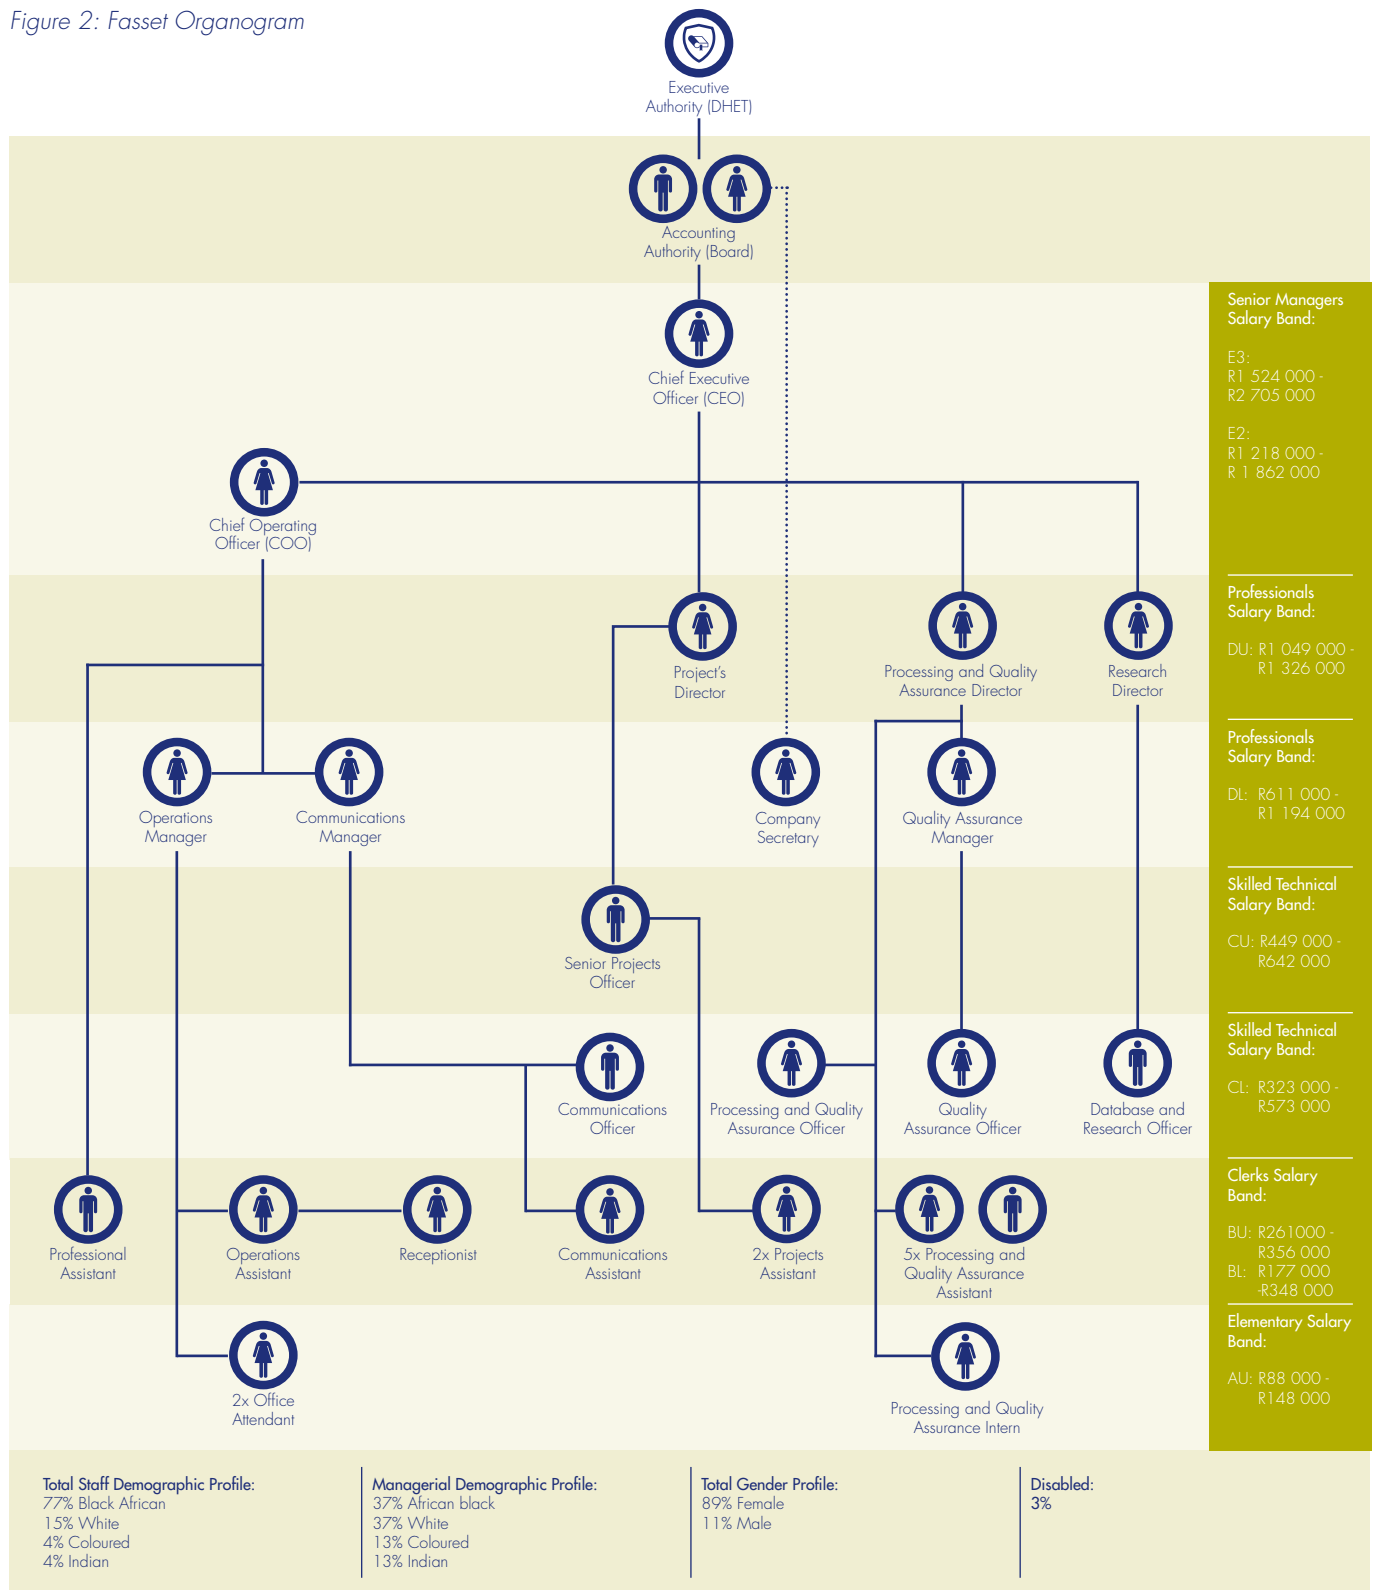 Figure 2: Fasset Organogram
Executive
Authority (DHET)
Accounting
Authority (Board)
Chief Executive
Officer (CEO)
Chief Operating
Officer (COO)
Project's
Director
Processing and Quality
Assurance Director
Research
Director
Operations
Manager
Communications
Manager
Company
Secretary
Quality Assurance
Manager
Senior Projects
Officer
Communications
Officer
Processing and Quality
Assurance Officer
Quality
Assurance Officer
Database and
Research Officer
Professional
Assistant
Operations
Assistant
Receptionist
Communications
Assistant
2x Projects
Assistant
5x Processing and
Quality Assurance
Assistant
2x Office
Attendant
Processing and Quality
Assurance Intern
Senior Managers
Salary Band:
E3:
R1 524 000 -
R2 705 000
E2:
R1 218 000 -
R 1 862 000
Professionals
Salary Band:
DU: R1 049 000 -
R1 326 000
Professionals
Salary Band:
DL: R611 000 -
R1 194 000
Skilled Technical
Salary Band:
CU: R449 000 -
R642 000
Skilled Technical
Salary Band:
CL: R323 000 -
R573 000
Clerks Salary
Band:
BU: R261000 -
R356 000
BL: R177 000
-R348 000
Elementary Salary
Band:
AU: R88 000 -
R148 000
Total Staff Demographic Profile:
77% Black African
15% White
4% Coloured
4% Indian
Managerial Demographic Profile:
37% African black
37% White
13% Coloured
13% Indian
Total Gender Profile:
89% Female
11% Male
Disabled:
3%